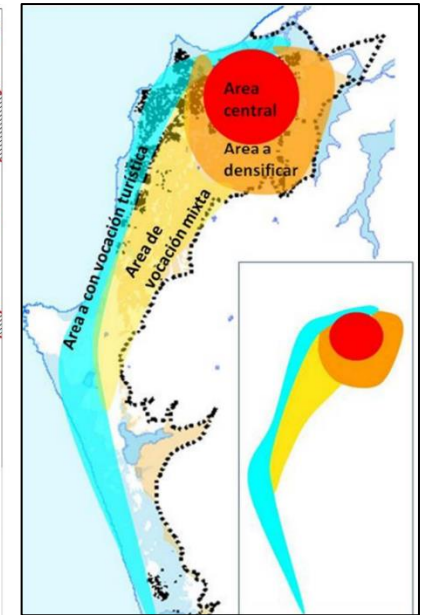 Area
central
Area a
densificar
Area a con vocación turística
Area de
vocación mixta